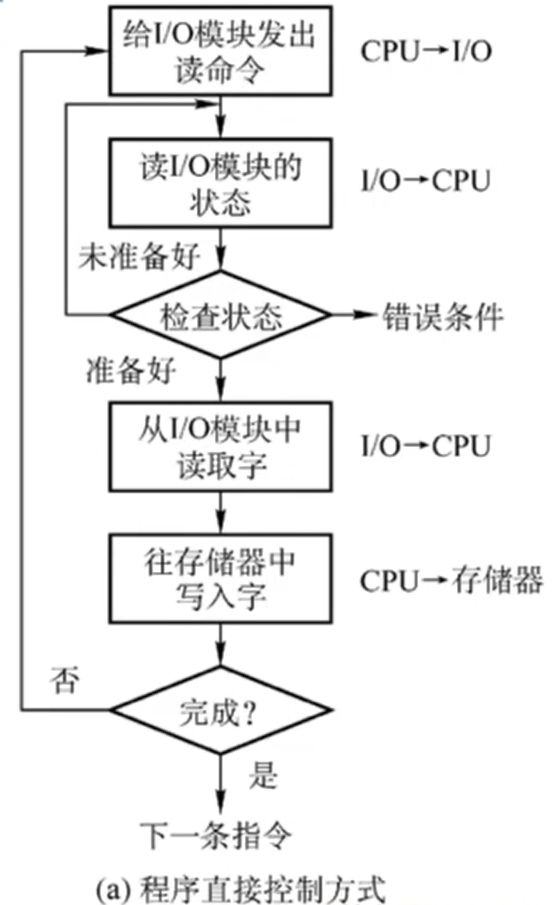 给I/O模块发出
读命令
CPU→I/O
读I/O模块的
状态
I/O→CPU
未准备好
检查状态
错误条件
准备好
从I/O模块中
读取字
I/O→CPU
往存储器中
写入字
CPU→存储器
否
完成？
是
下一条指令
(a) 程序直接控制方式